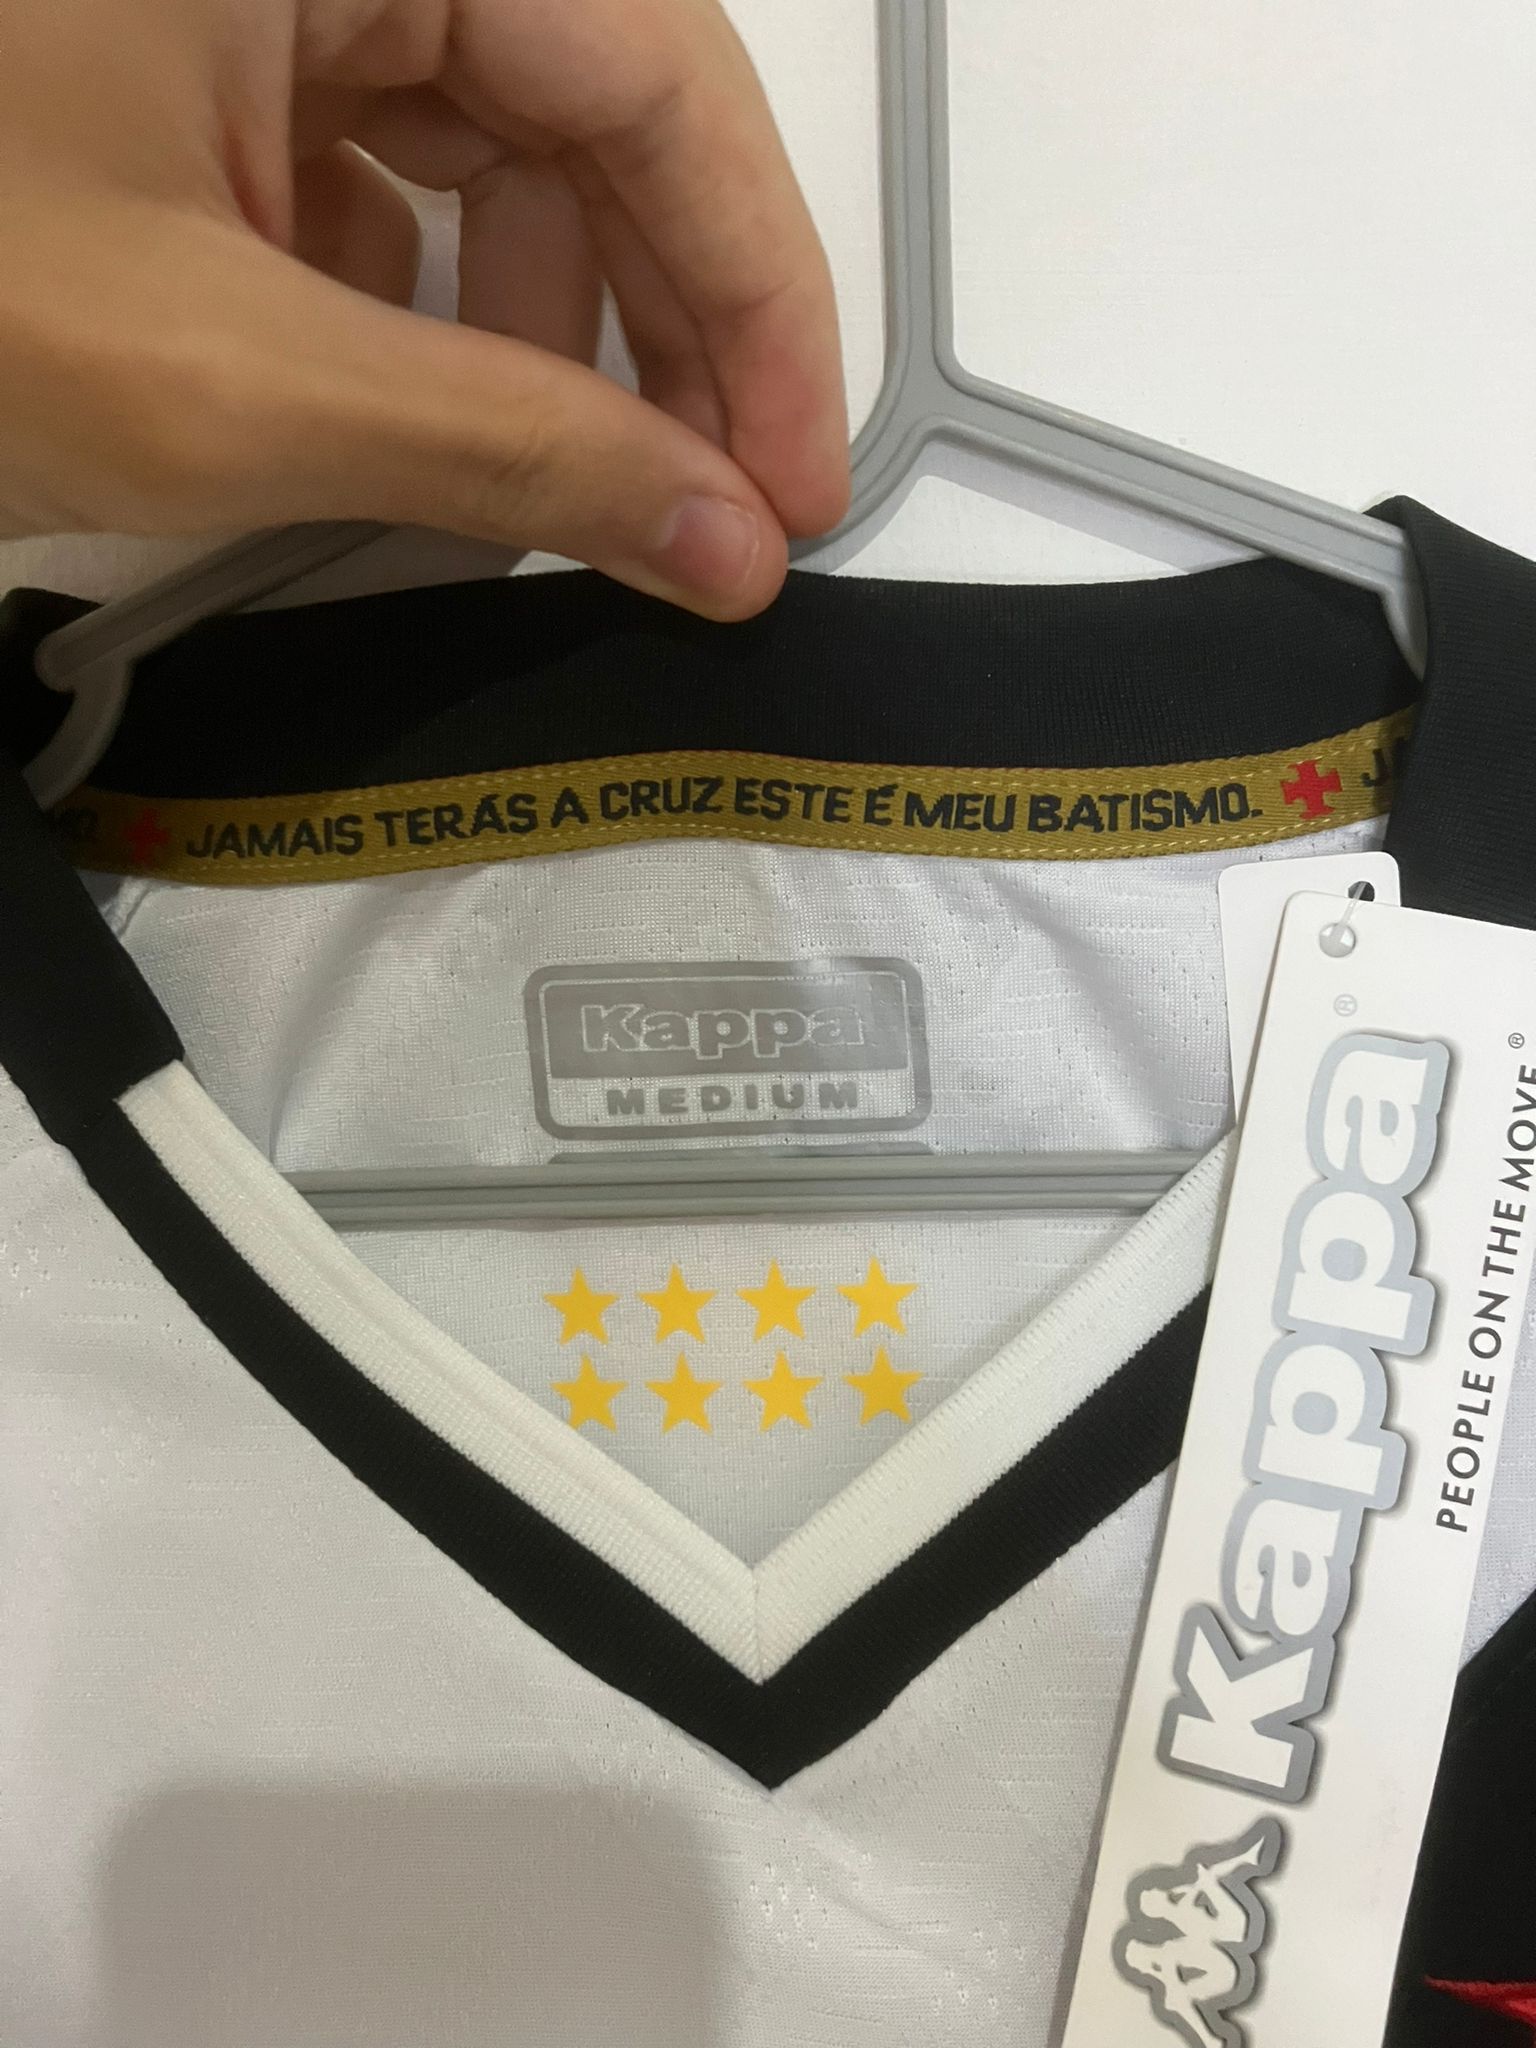 JAMAIS TERÁS A CRUZ ESTE É MEU BATISMO.
Kappa
MEDIUM
Kappa®
PEOPLE ON THE MOVE®